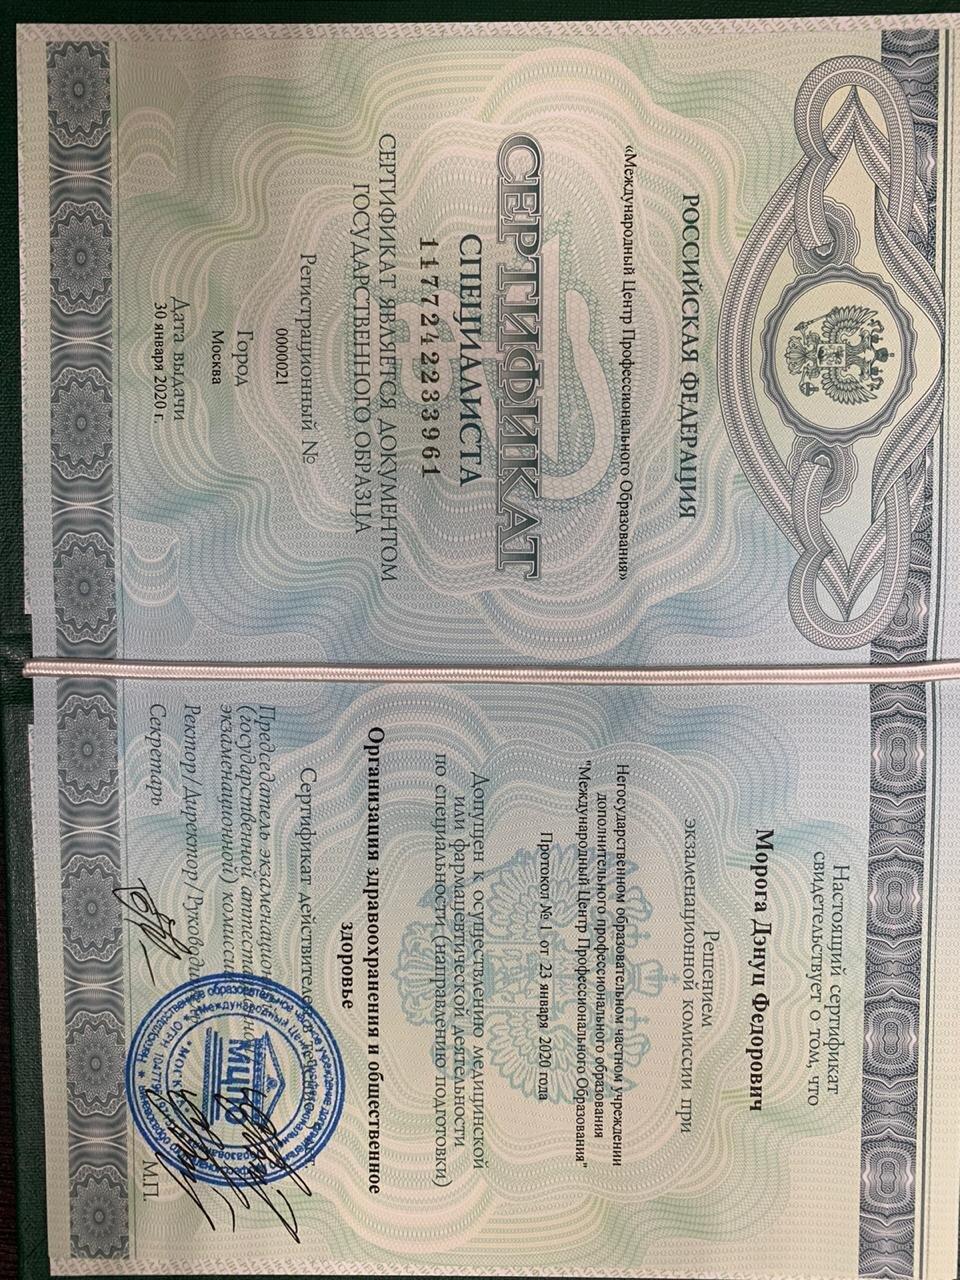 РОССИЙСКАЯ ФЕДЕРАЦИЯ
«Международный Центр Профессионального Образования»
СЕРТИФИКАТ
СПЕЦИАЛИСТА
1177242233961
СЕРТИФИКАТ ЯВЛЯЕТСЯ ДОКУМЕНТОМ
ГОСУДАРСТВЕННОГО ОБРАЗЦА
Регистрационный №
0000021
Город
Москва
Дата выдачи
30 января 2020 г.
Настоящий сертификат
свидетельствует о том, что
Морога Дэнуц Федорович
Решением
экзаменационной комиссии при
Негосударственном образовательном частном учреждении
дополнительного профессионального образования
"Международный Центр Профессионального Образования"
Протокол № 1 от 23 января 2020 года
Допущен к осуществлению медицинской
или фармацевтической деятельности
по специальности (направлению подготовки)
Организация здравоохранения и общественное
здоровье
Сертификат действителен
Председатель экзаменацион
(государственной аттеста
экзаменационной) комисси
Ректор/Директор/Руководи
Секретарь
М.П.
МЦПО
МОСКВА